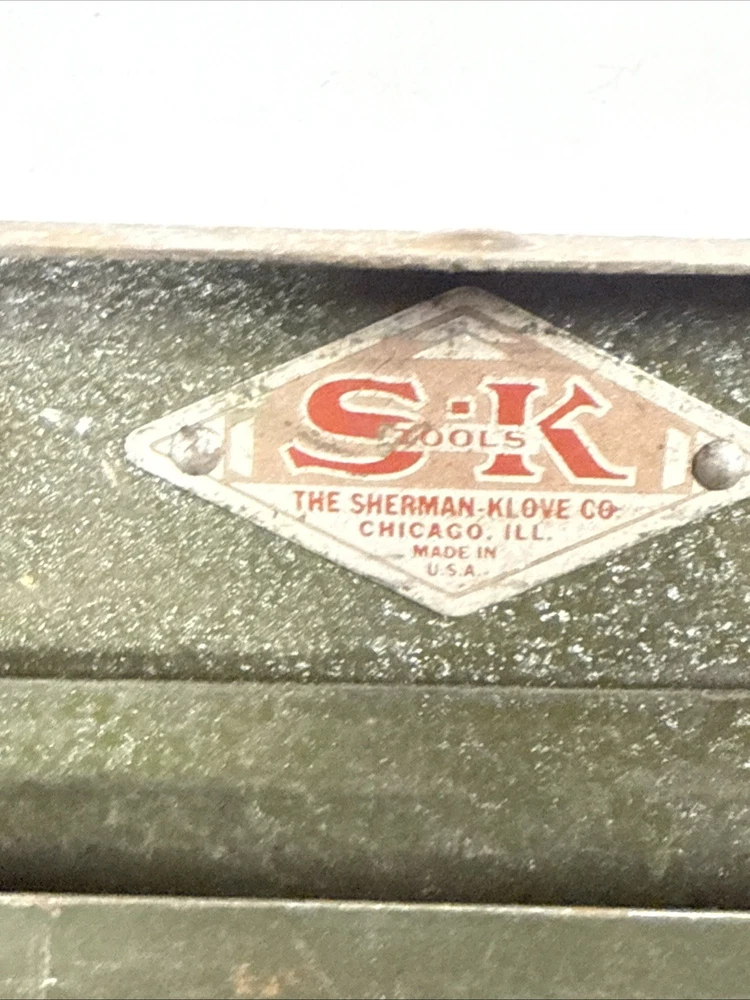 S-K
TOOLS
THE SHERMAN-KLOVE CO.
CHICAGO. ILL.
MADE IN
U.S.A.